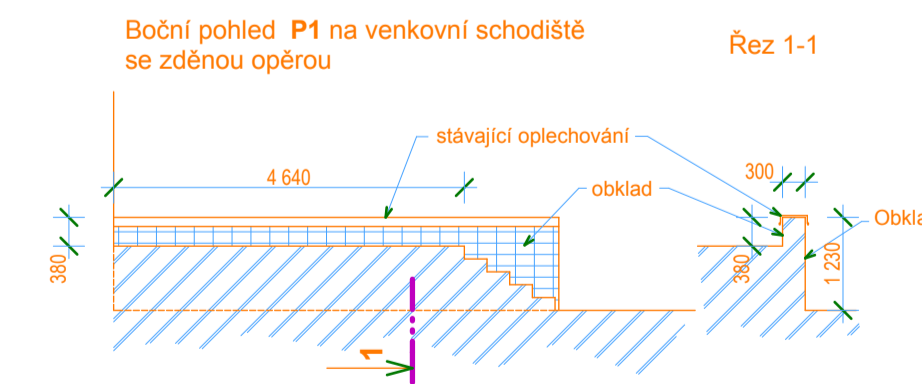 Boční pohled P1 na venkovní schodiště
se zděnou opěrou
Řez 1-1
stávající oplechování
4 640
300
obklad
Obkla
380
380
1 230
1